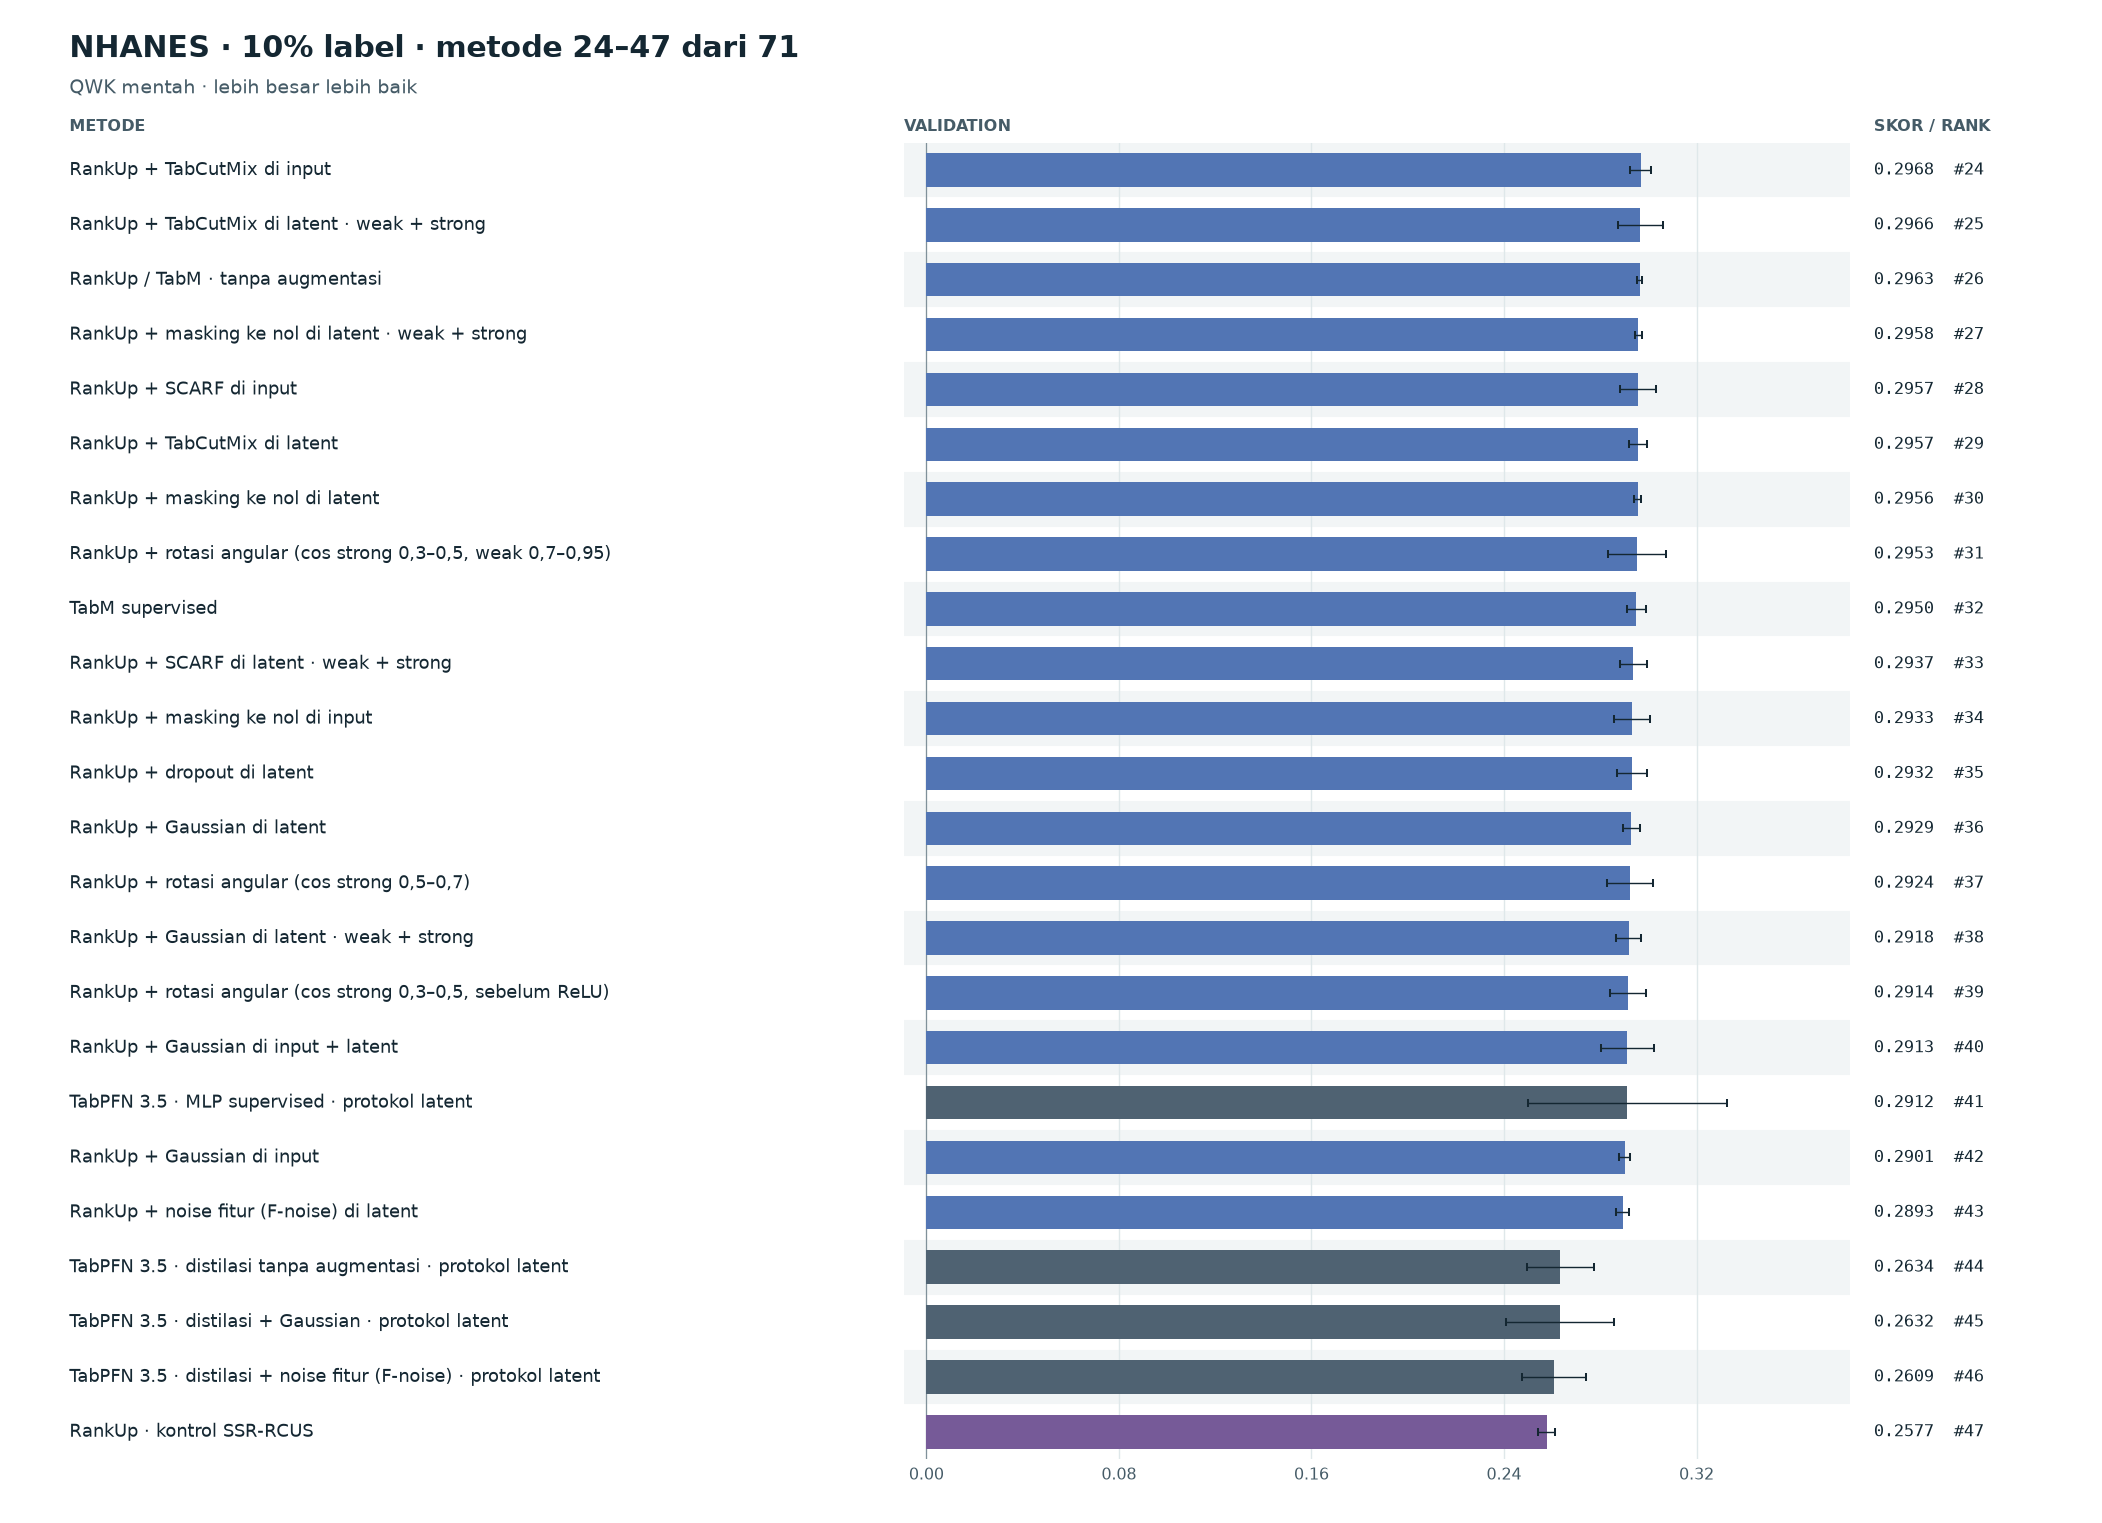 NHANES · 10% label · metode 24–47 dari 71
QWK mentah · lebih besar lebih baik
METODE VALIDATION SKOR / RANK
RankUp + TabCutMix di input 0.2968 #24
RankUp + TabCutMix di latent · weak + strong 0.2966 #25
RankUp / TabM · tanpa augmentasi 0.2963 #26
RankUp + masking ke nol di latent · weak + strong 0.2958 #27
RankUp + SCARF di input 0.2957 #28
RankUp + TabCutMix di latent 0.2957 #29
RankUp + masking ke nol di latent 0.2956 #30
RankUp + rotasi angular (cos strong 0,3–0,5, weak 0,7–0,95) 0.2953 #31
TabM supervised 0.2950 #32
RankUp + SCARF di latent · weak + strong 0.2937 #33
RankUp + masking ke nol di input 0.2933 #34
RankUp + dropout di latent 0.2932 #35
RankUp + Gaussian di latent 0.2929 #36
RankUp + rotasi angular (cos strong 0,5–0,7) 0.2924 #37
RankUp + Gaussian di latent · weak + strong 0.2918 #38
RankUp + rotasi angular (cos strong 0,3–0,5, sebelum ReLU) 0.2914 #39
RankUp + Gaussian di input + latent 0.2913 #40
TabPFN 3.5 · MLP supervised · protokol latent 0.2912 #41
RankUp + Gaussian di input 0.2901 #42
RankUp + noise fitur (F-noise) di latent 0.2893 #43
TabPFN 3.5 · distilasi tanpa augmentasi · protokol latent 0.2634 #44
TabPFN 3.5 · distilasi + Gaussian · protokol latent 0.2632 #45
TabPFN 3.5 · distilasi + noise fitur (F-noise) · protokol latent 0.2609 #46
RankUp · kontrol SSR-RCUS 0.2577 #47
0.00 0.08 0.16 0.24 0.32